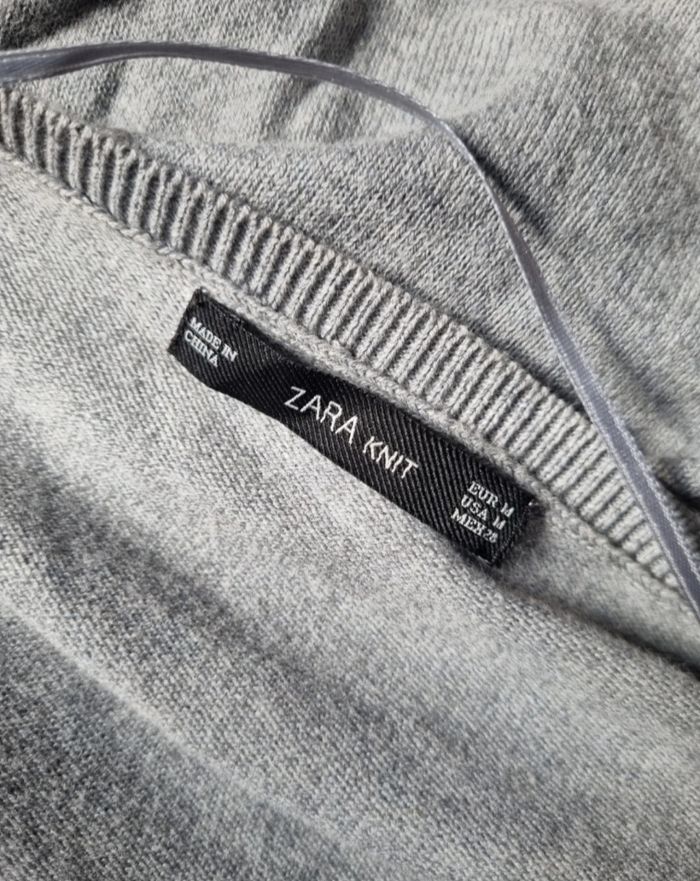 MADE IN
CHINA
ZARA KNIT
EUR M
USA M
MEX 28